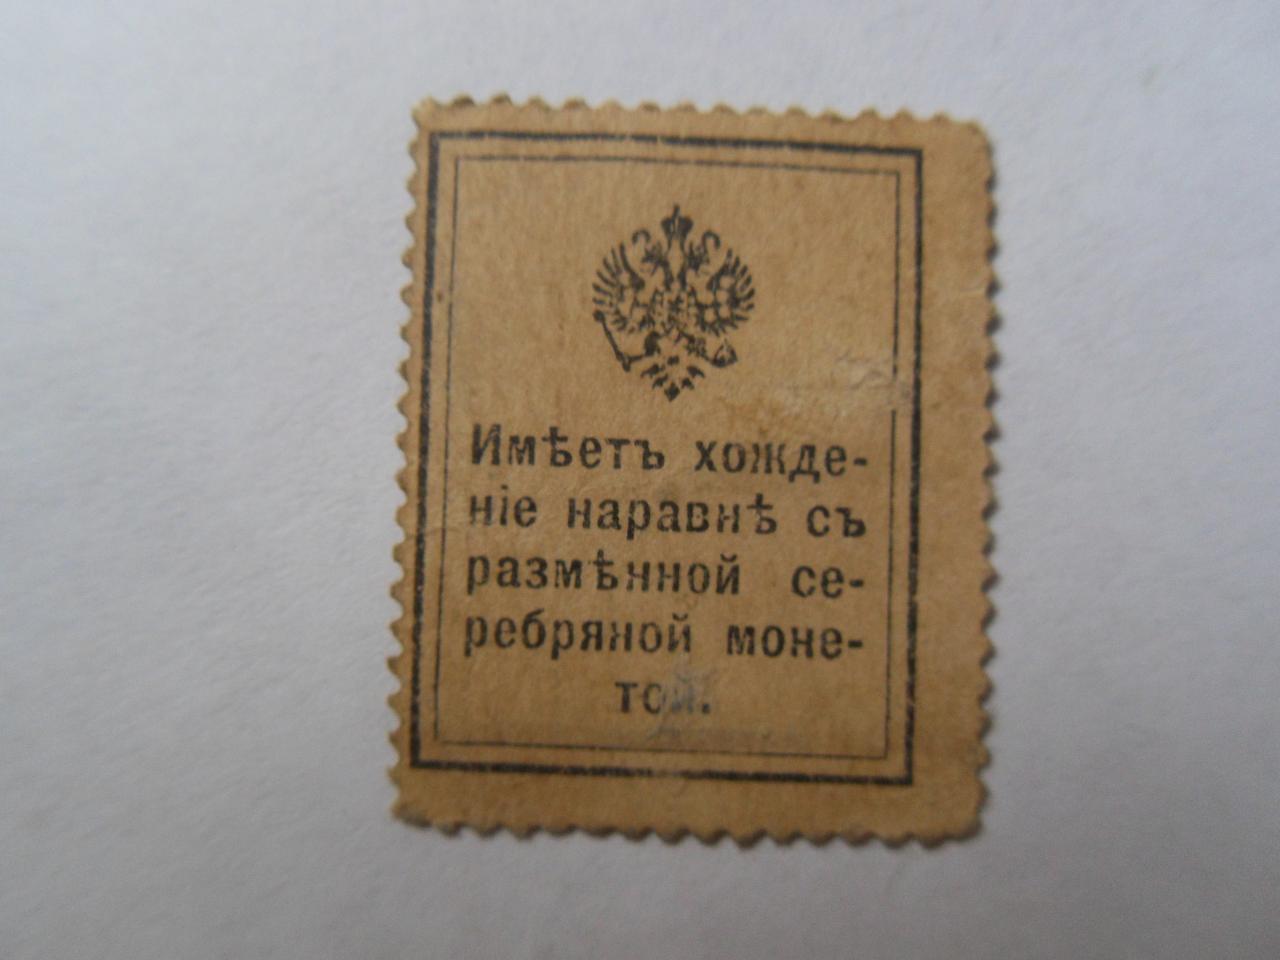 Имѣетъ хожде-
ніе наравнѣ съ
размѣнной се-
ребряной моне-
той.